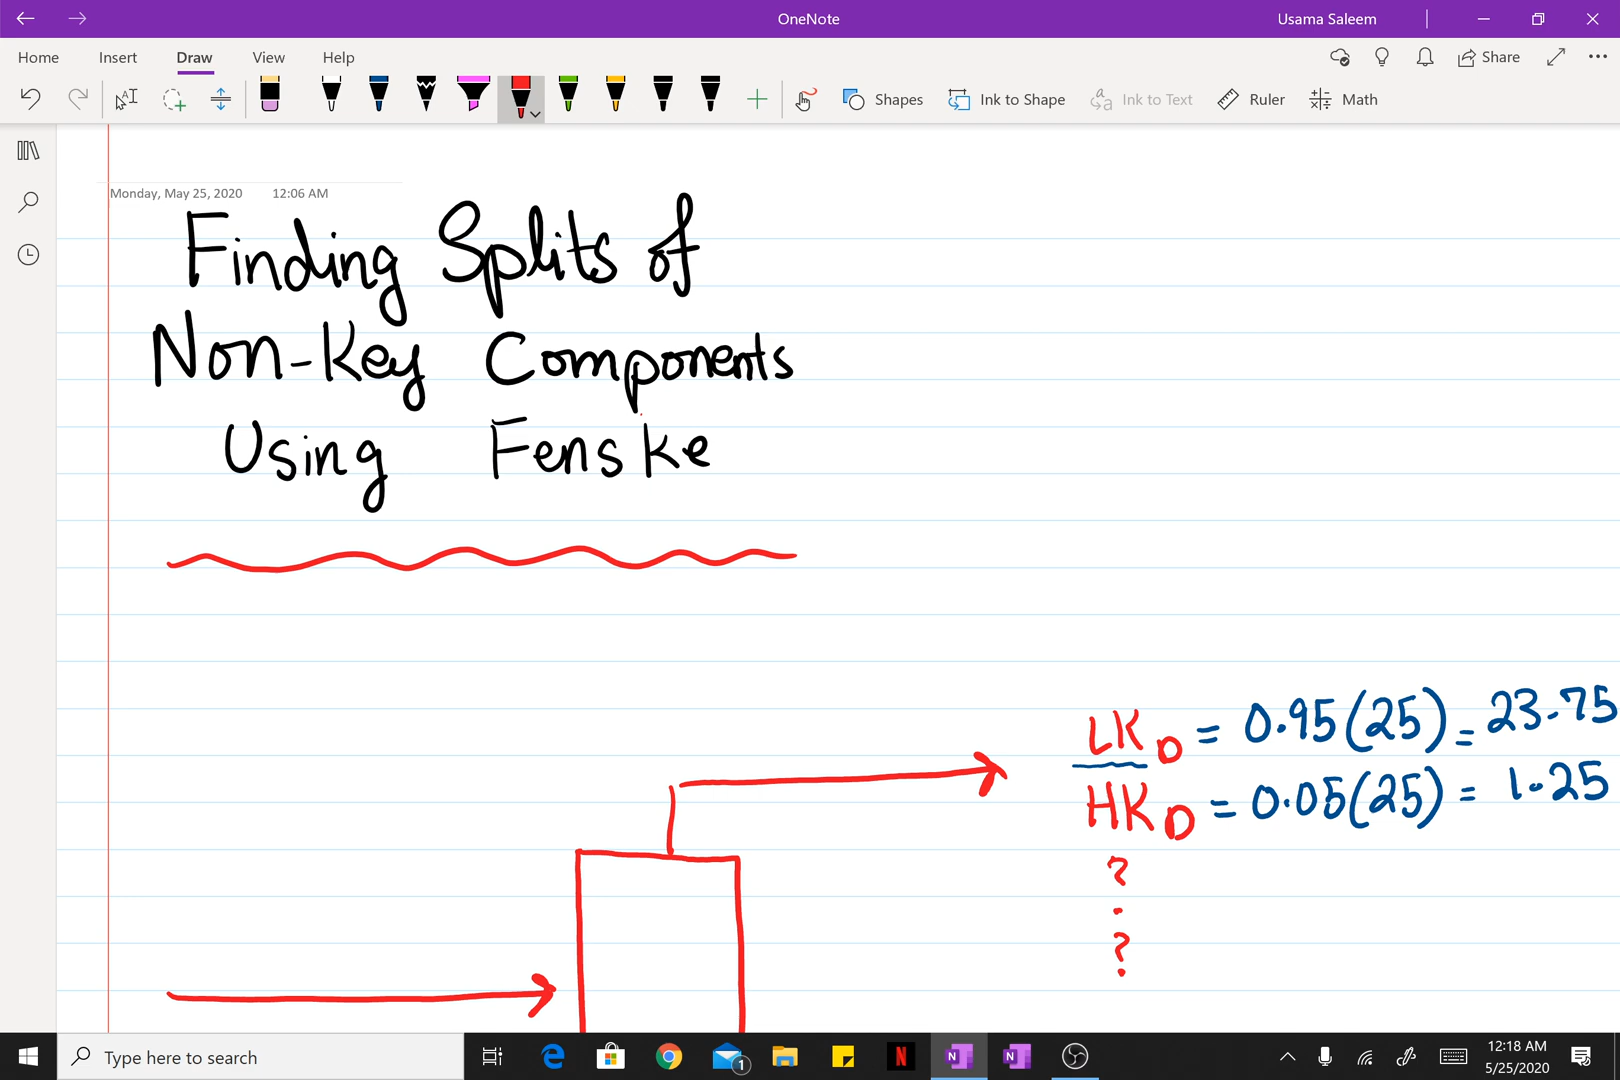 OneNote
Usama Saleem
Home Insert Draw View Help
Share
Shapes
Ink to Shape
Ink to Text
Ruler
Math
Monday, May 25, 2020 12:06 AM
Finding Splits of
Non-Key Components
Using Fenske
LK D = 0.95(25) = 23.75
HK D = 0.05(25) = 1.25
?
?
Type here to search
1
12:18 AM
5/25/2020